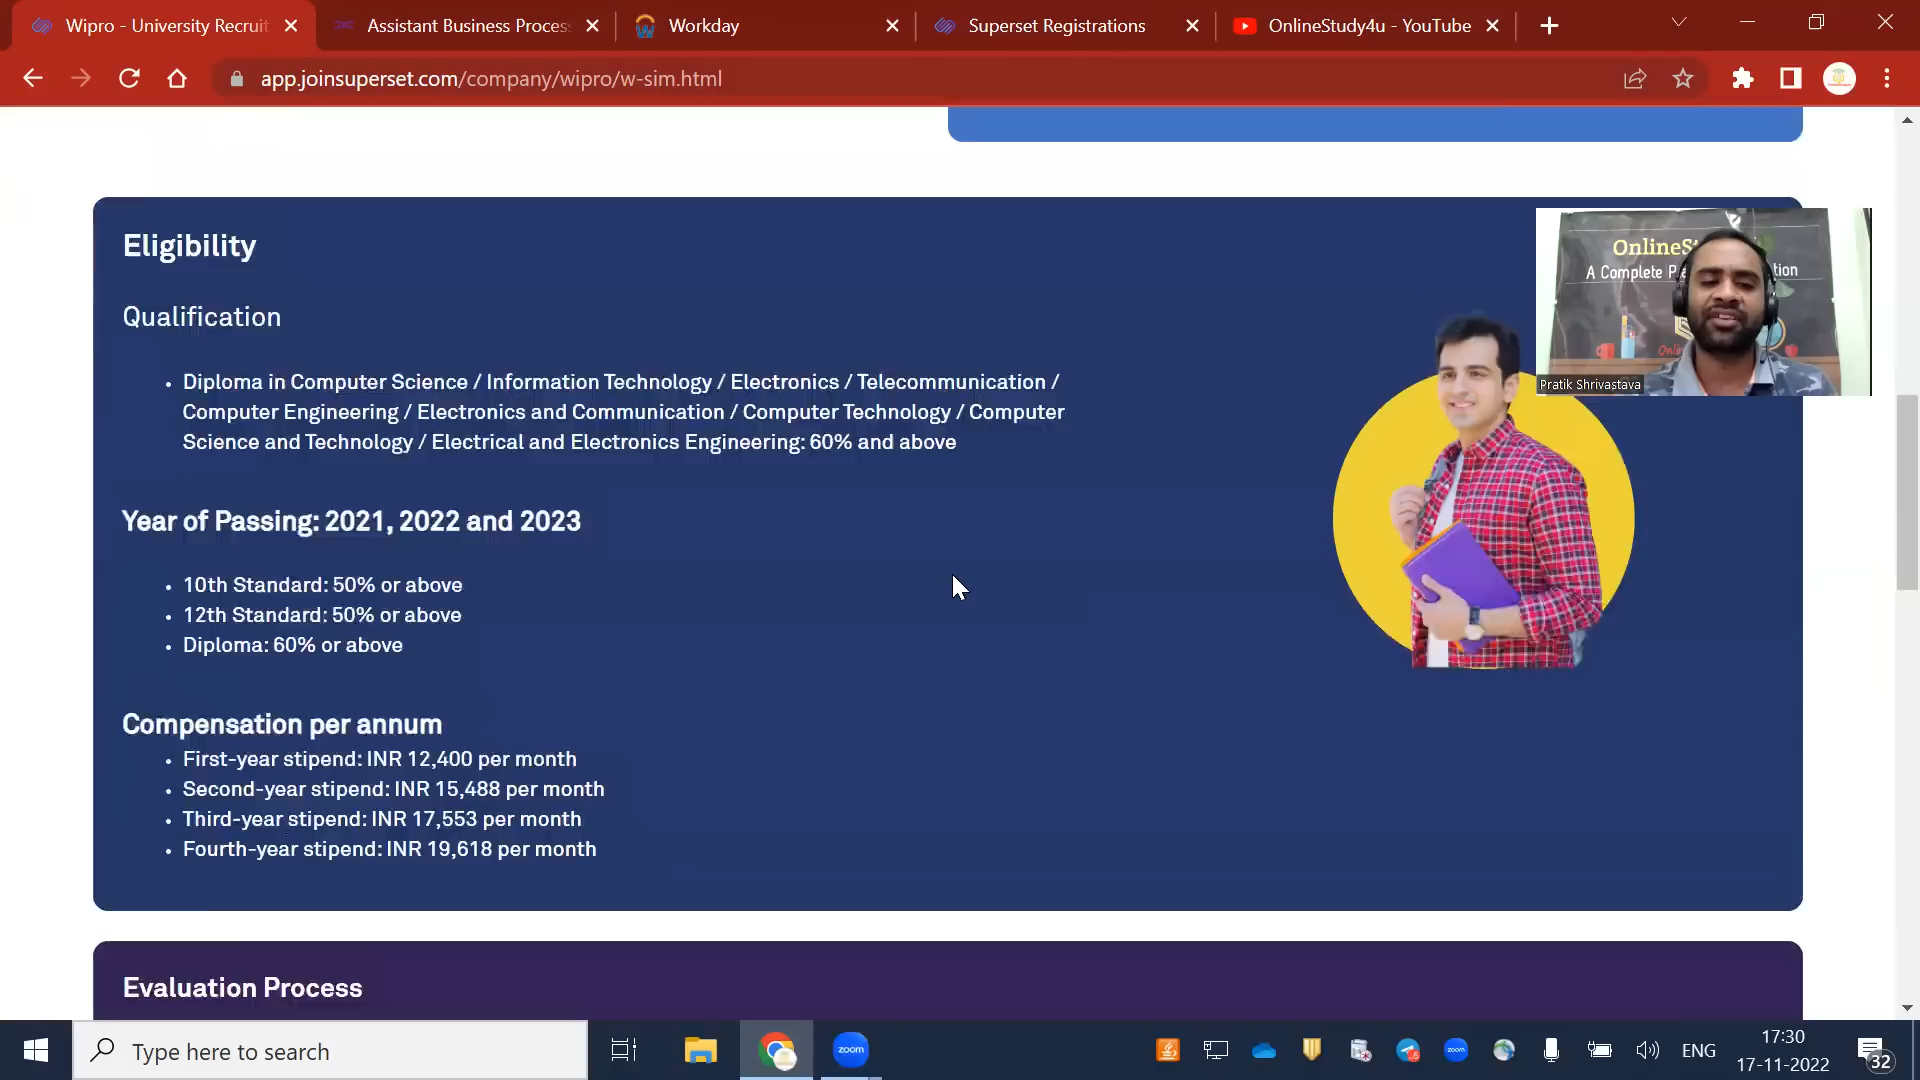 Wipro - University Recruit
Assistant Business Process
Workday
Superset Registrations
OnlineStudy4u - YouTube
app.joinsuperset.com/company/wipro/w-sim.html
Eligibility
Qualification
Diploma in Computer Science / Information Technology / Electronics / Telecommunication /
Computer Engineering / Electronics and Communication / Computer Technology / Computer
Science and Technology / Electrical and Electronics Engineering: 60% and above
Year of Passing: 2021, 2022 and 2023
10th Standard: 50% or above
12th Standard: 50% or above
Diploma: 60% or above
Compensation per annum
First-year stipend: INR 12,400 per month
Second-year stipend: INR 15,488 per month
Third-year stipend: INR 17,553 per month
Fourth-year stipend: INR 19,618 per month
Evaluation Process
OnlineS
A Complete P
tion
Pratik Shrivastava
Type here to search
zoom
zoom
ENG
17:30
17-11-2022
32